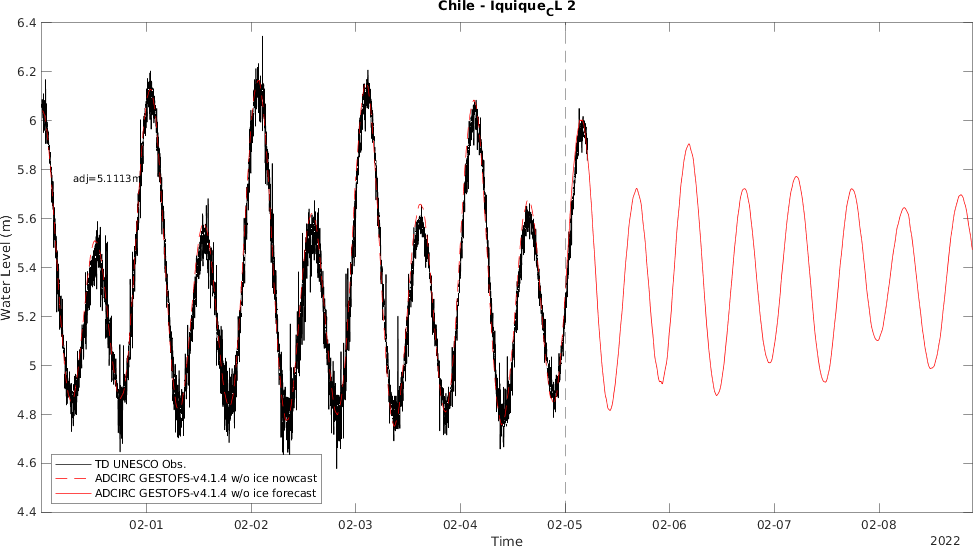 Chile - Iquique_CL 2
6.4
6.2
6
5.8
5.6
5.4
5.2
5
4.8
4.6
4.4
Water Level (m)
adj=5.1113m
TD UNESCO Obs.
ADCIRC GESTOFS-v4.1.4 w/o ice nowcast
ADCIRC GESTOFS-v4.1.4 w/o ice forecast
02-01 02-02 02-03 02-04 02-05 02-06 02-07 02-08
Time
2022